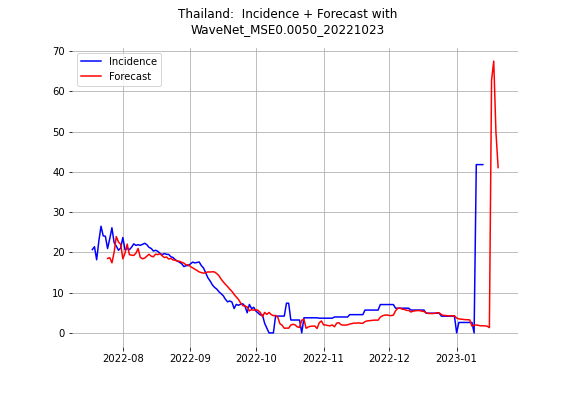 Thailand:  Incidence + Forecast with
WaveNet_MSE0.0050_20221023
Incidence
Forecast
70
60
50
40
30
20
10
0
2022-08 2022-09 2022-10 2022-11 2022-12 2023-01